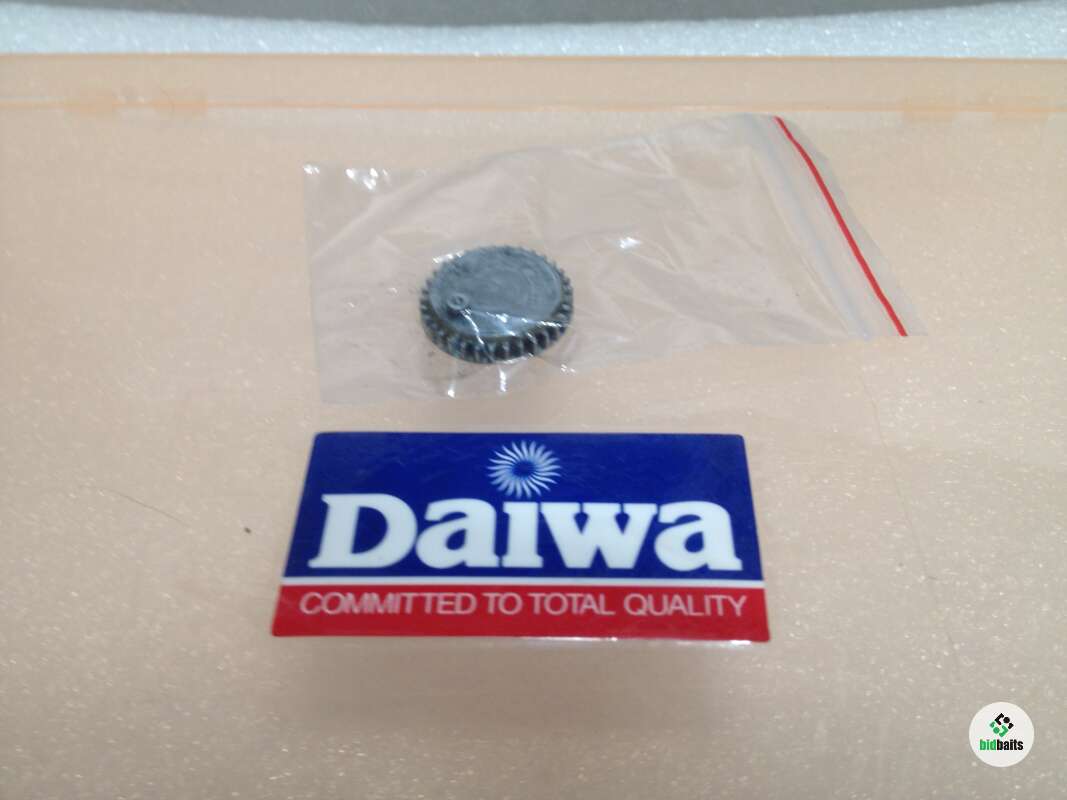 Daiwa
COMMITTED TO TOTAL QUALITY
bidbaits